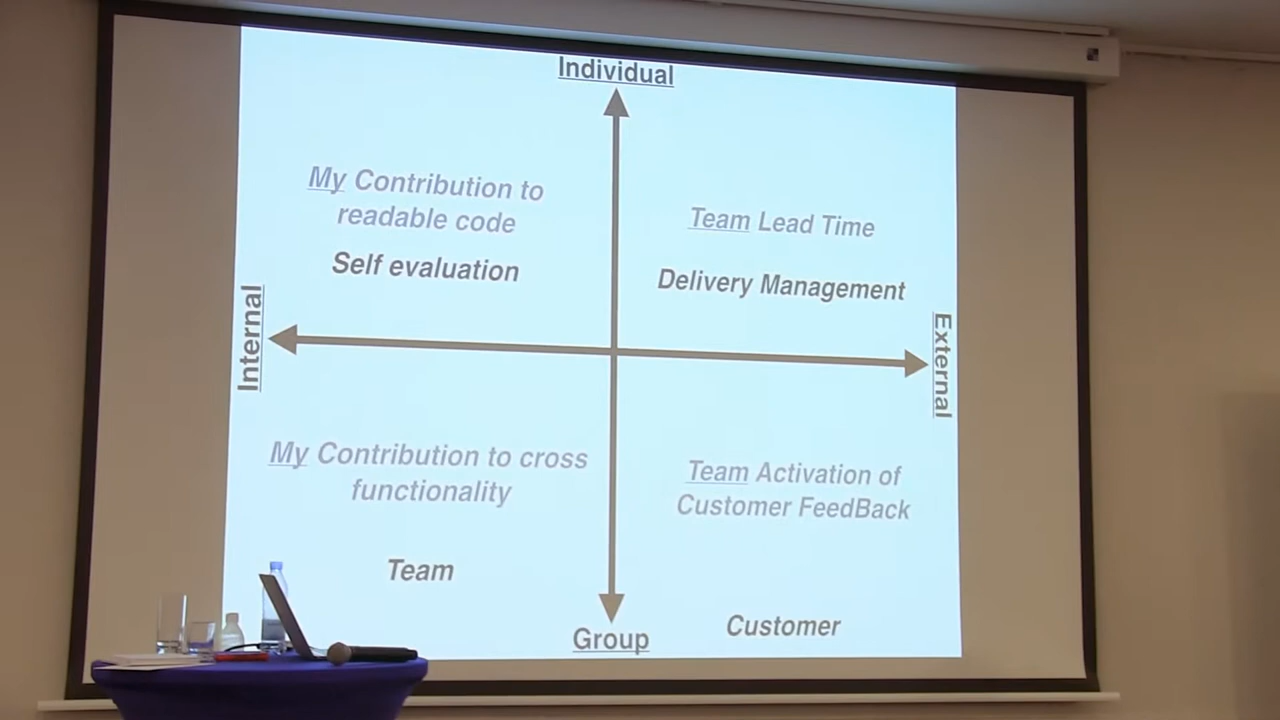 Individual
My Contribution to
readable code
Self evaluation
Team Lead Time
Delivery Management
Internal
External
My Contribution to cross
functionality
Team
Team Activation of
Customer FeedBack
Customer
Group